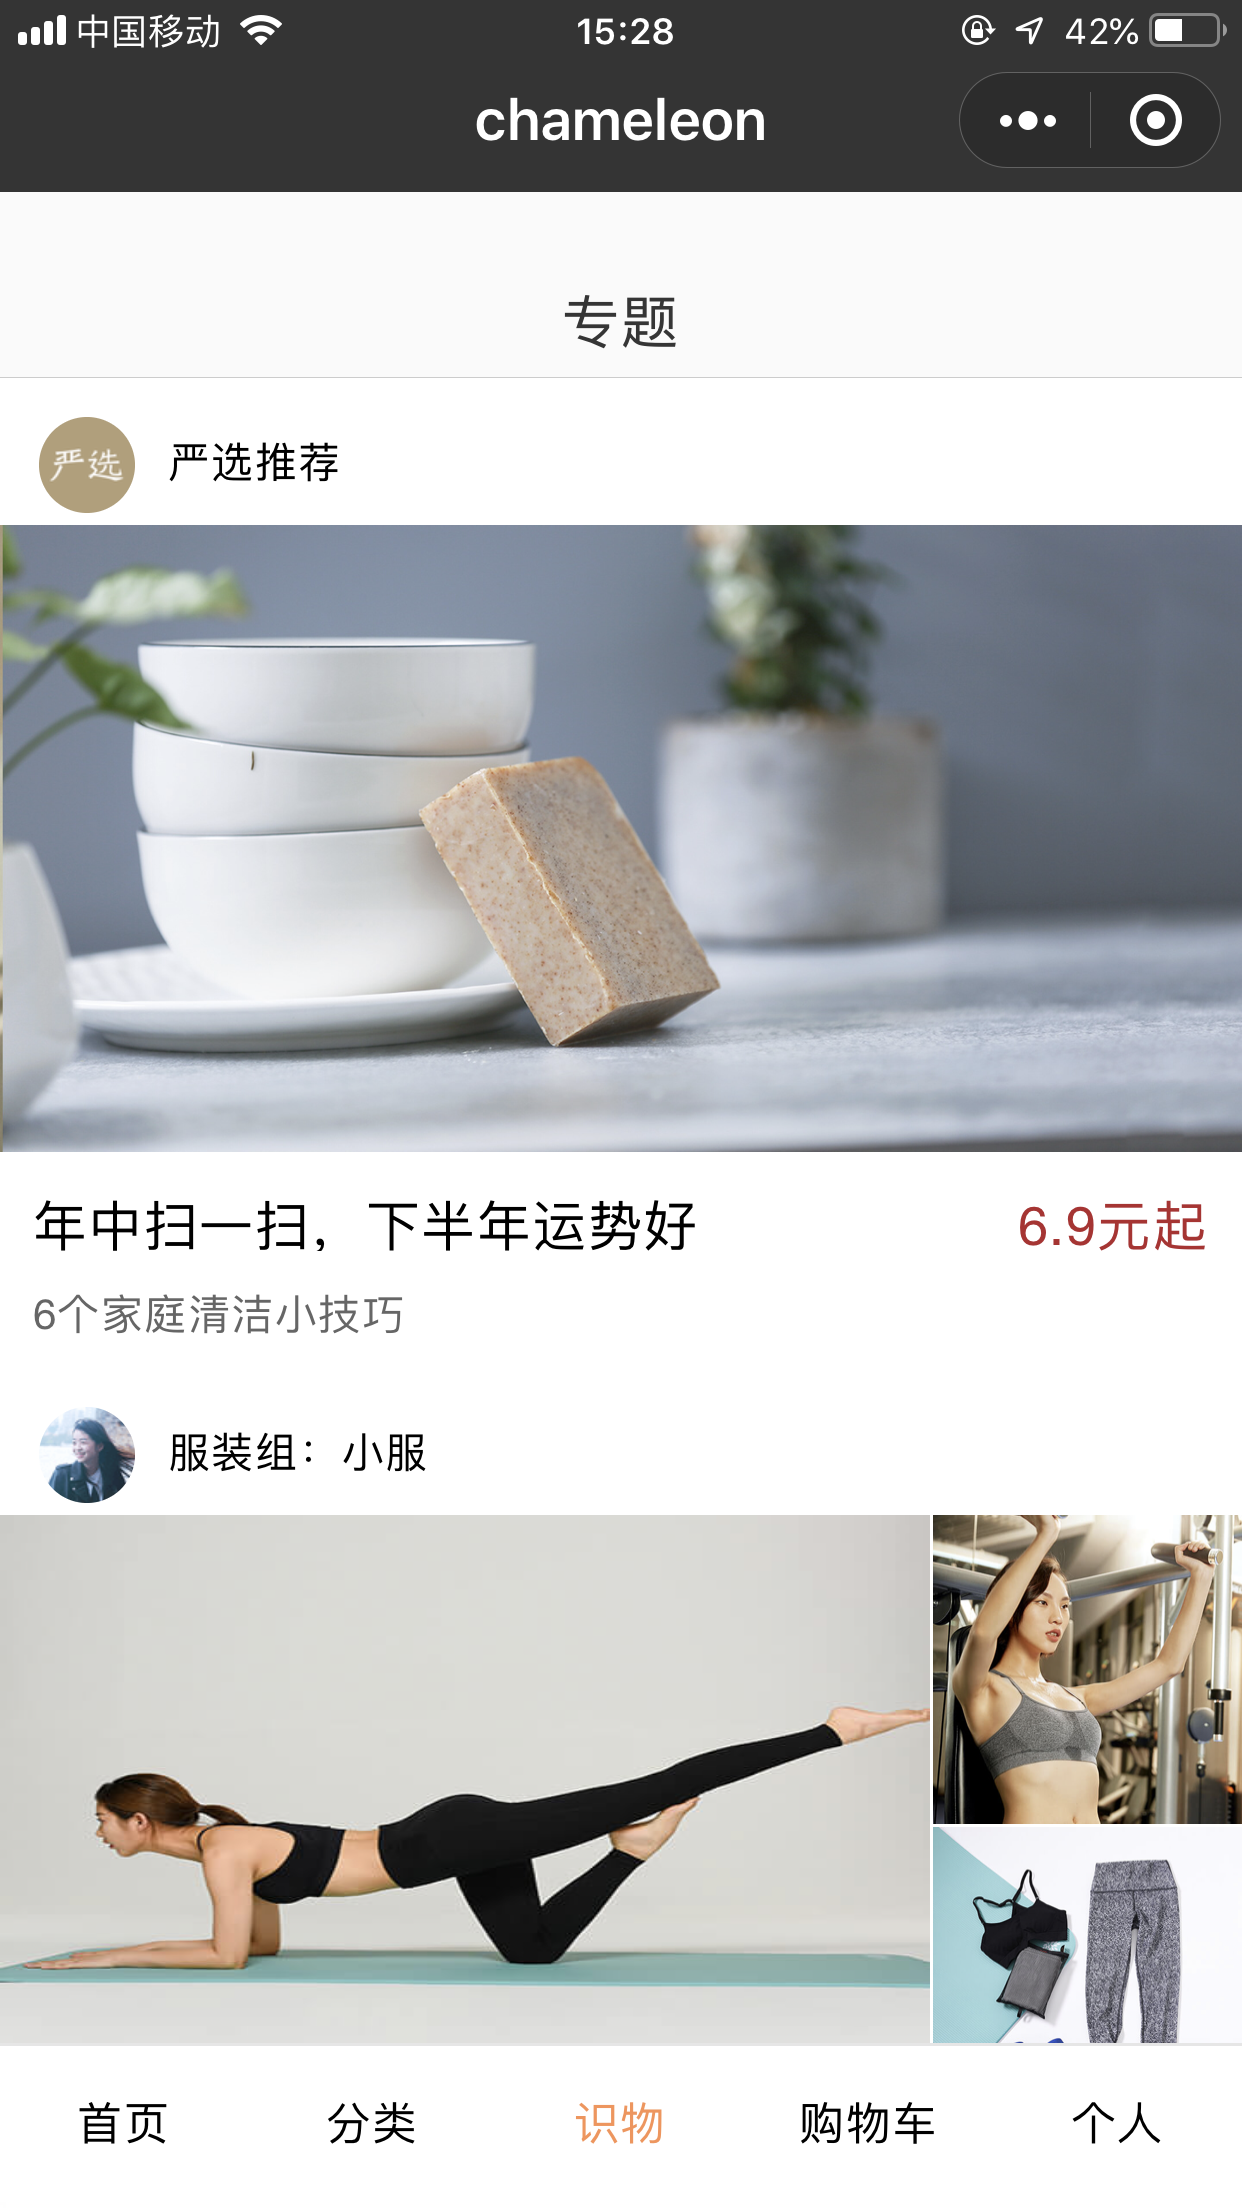 中国移动
15:28
42%
chameleon
专题
严选
严选推荐
年中扫一扫，下半年运势好
6.9元起
6个家庭清洁小技巧
服装组：小服
首页
分类
识物
购物车
个人